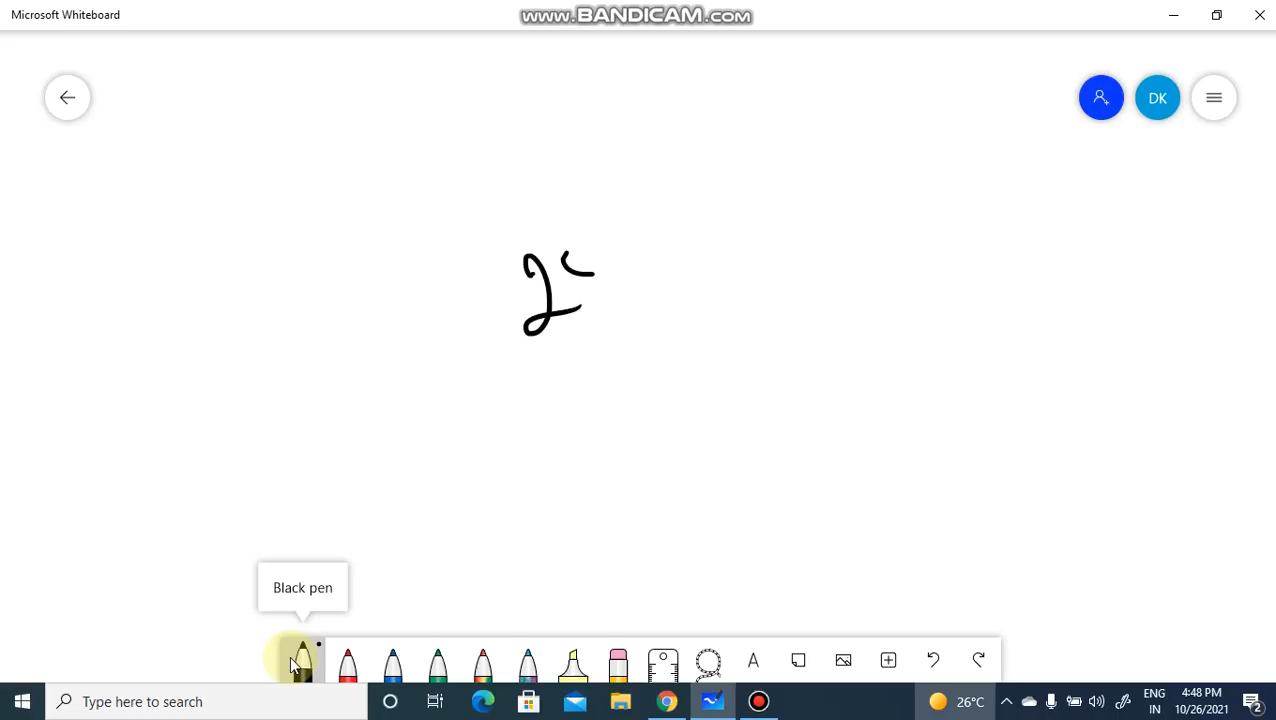 Microsoft Whiteboard
www.BANDICAM.com
DK
Black pen
A
Type here to search
26°C
ENG
IN
4:48 PM
10/26/2021
2